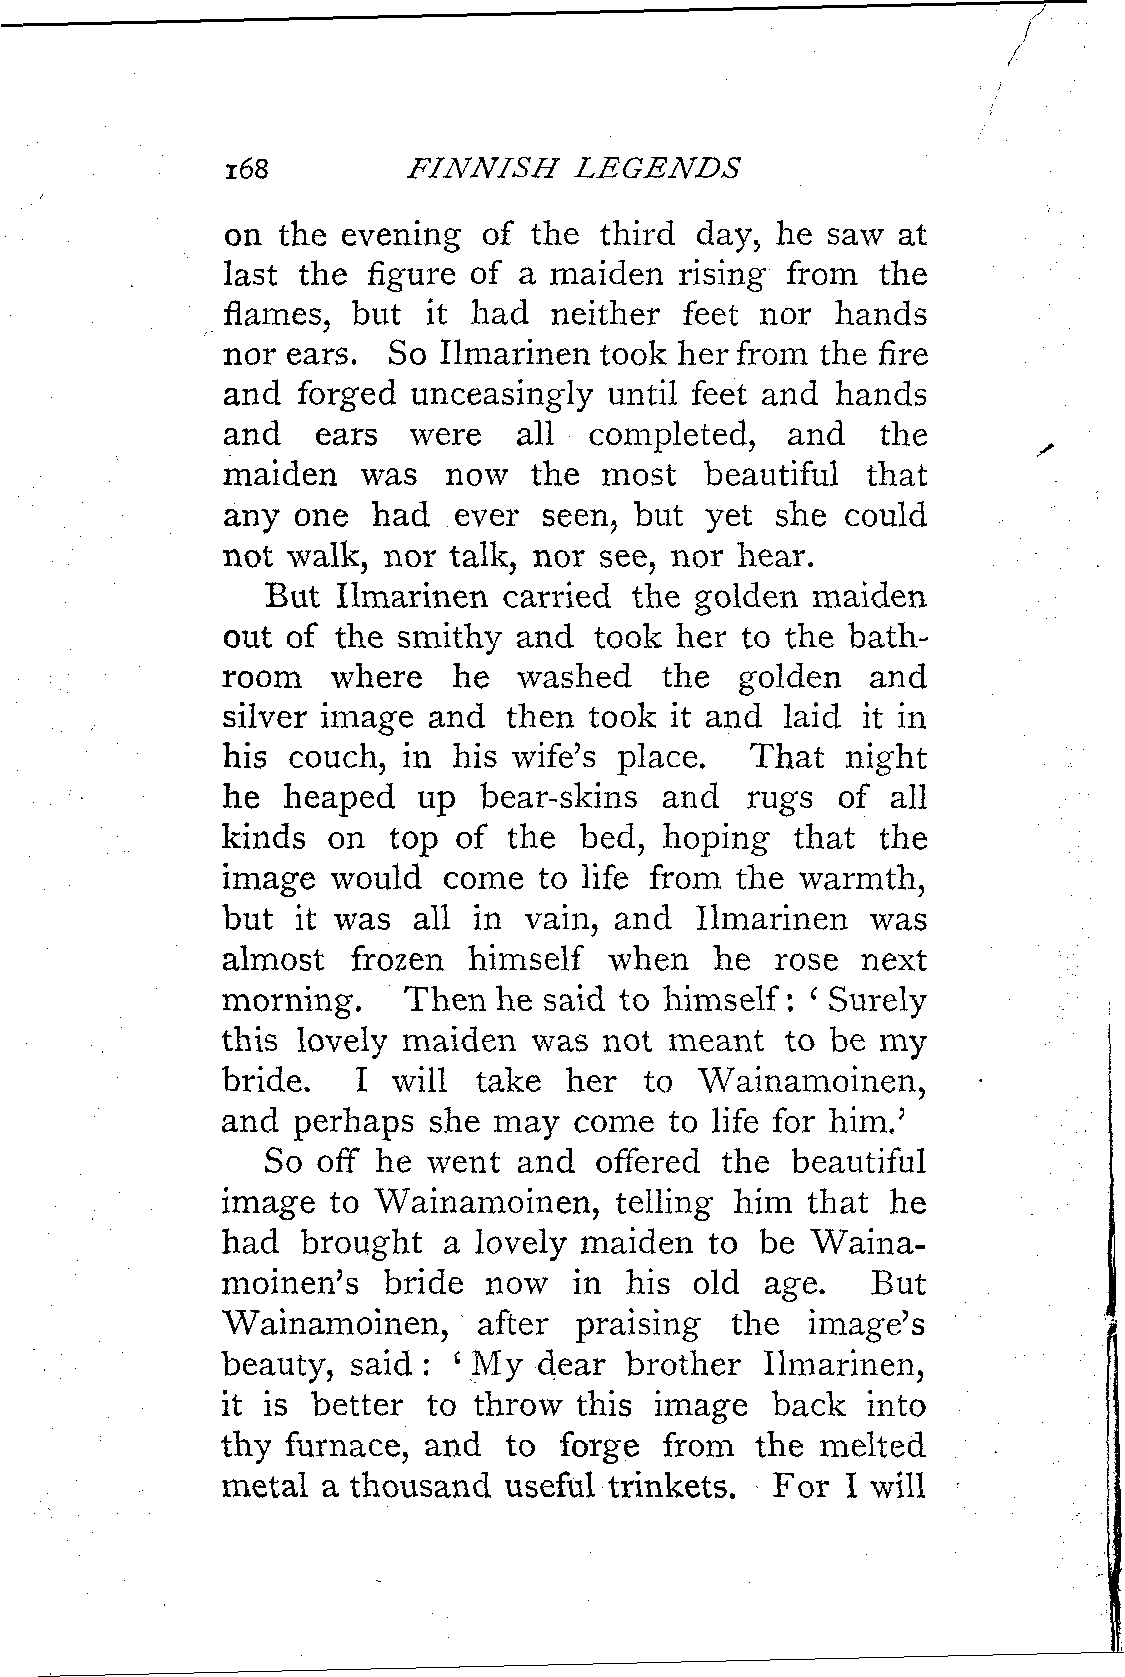 168 FINNISH LEGENDS
on the evening of the third day, he saw at
last the figure of a maiden rising from the
flames, but it had neither feet nor hands
nor ears. So Ilmarinen took her from the fire
and forged unceasingly until feet and hands
and ears were all completed, and the
maiden was now the most beautiful that
any one had ever seen, but yet she could
not walk, nor talk, nor see, nor hear.
But Ilmarinen carried the golden maiden
out of the smithy and took her to the bath-
room where he washed the golden and
silver image and then took it and laid it in
his couch, in his wife's place. That night
he heaped up bear-skins and rugs of all
kinds on top of the bed, hoping that the
image would come to life from the warmth,
but it was all in vain, and Ilmarinen was
almost frozen himself when he rose next
morning. Then he said to himself: ‘ Surely
this lovely maiden was not meant to be my
bride. I will take her to Wainamoinen,
and perhaps she may come to life for him.’
So off he went and offered the beautiful
image to Wainamoinen, telling him that he
had brought a lovely maiden to be Waina-
moinen's bride now in his old age. But
Wainamoinen, after praising the image's
beauty, said : ‘ My dear brother Ilmarinen,
it is better to throw this image back into
thy furnace, and to forge from the melted
metal a thousand useful trinkets. For I will